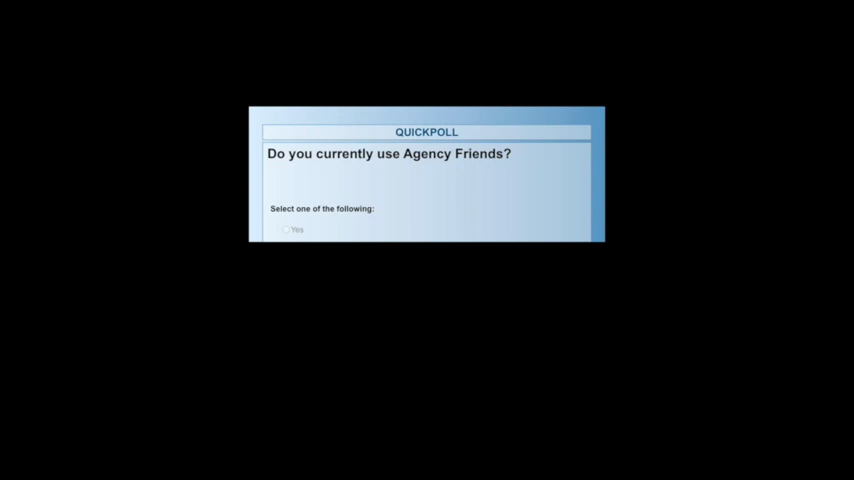 QUICKPOLL
Do you currently use Agency Friends?
Select one of the following:
Yes